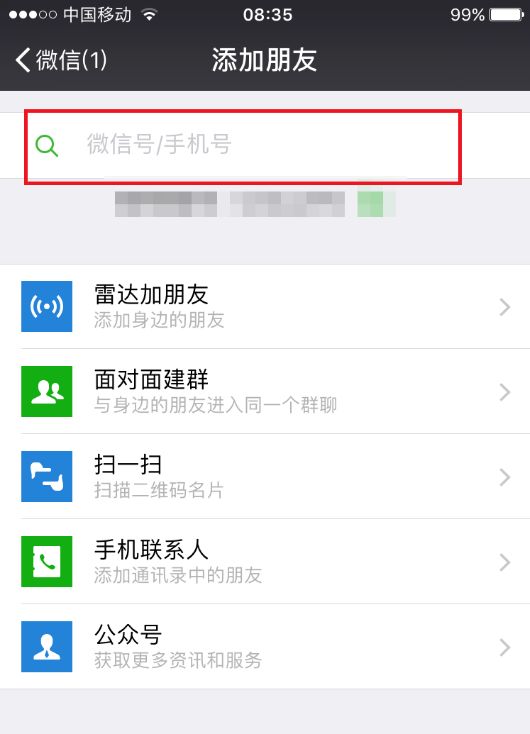 中国移动 08:35 99%
微信(1) 添加朋友
微信号/手机号
雷达加朋友
添加身边的朋友
面对面建群
与身边的朋友进入同一个群聊
扫一扫
扫描二维码名片
手机联系人
添加通讯录中的朋友
公众号
获取更多资讯和服务